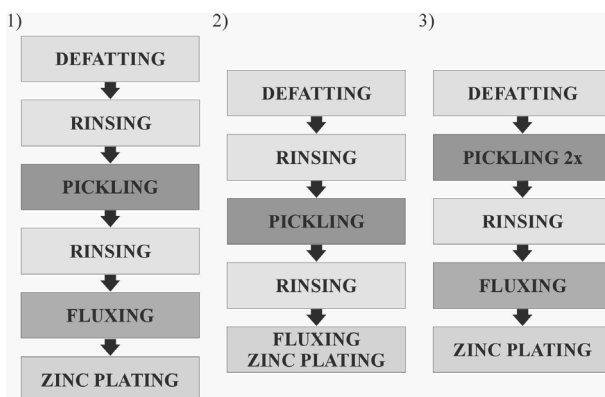 1)
DEFATTING
RINSING
PICKLING
RINSING
FLUXING
ZINC PLATING
2)
DEFATTING
RINSING
PICKLING
RINSING
FLUXING
ZINC PLATING
3)
DEFATTING
PICKLING 2x
RINSING
FLUXING
ZINC PLATING